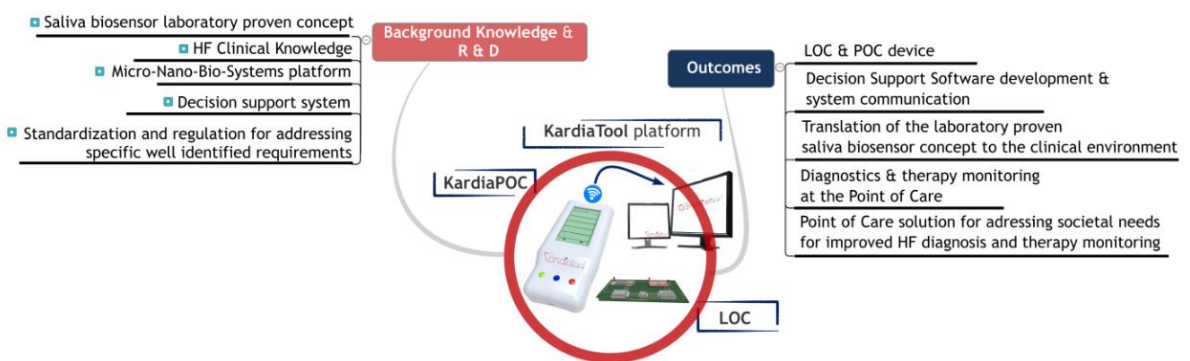 Saliva biosensor laboratory proven concept
HF Clinical Knowledge
Micro-Nano-Bio-Systems platform
Decision support system
Standardization and regulation for addressing
specific well identified requirements
Background Knowledge &
R & D
KardiaTool platform
KardiaPOC
KardiaTool
LOC
Outcomes
LOC & POC device
Decision Support Software development &
system communication
Translation of the laboratory proven
saliva biosensor concept to the clinical environment
Diagnostics & therapy monitoring
at the Point of Care
Point of Care solution for adressing societal needs
for improved HF diagnosis and therapy monitoring